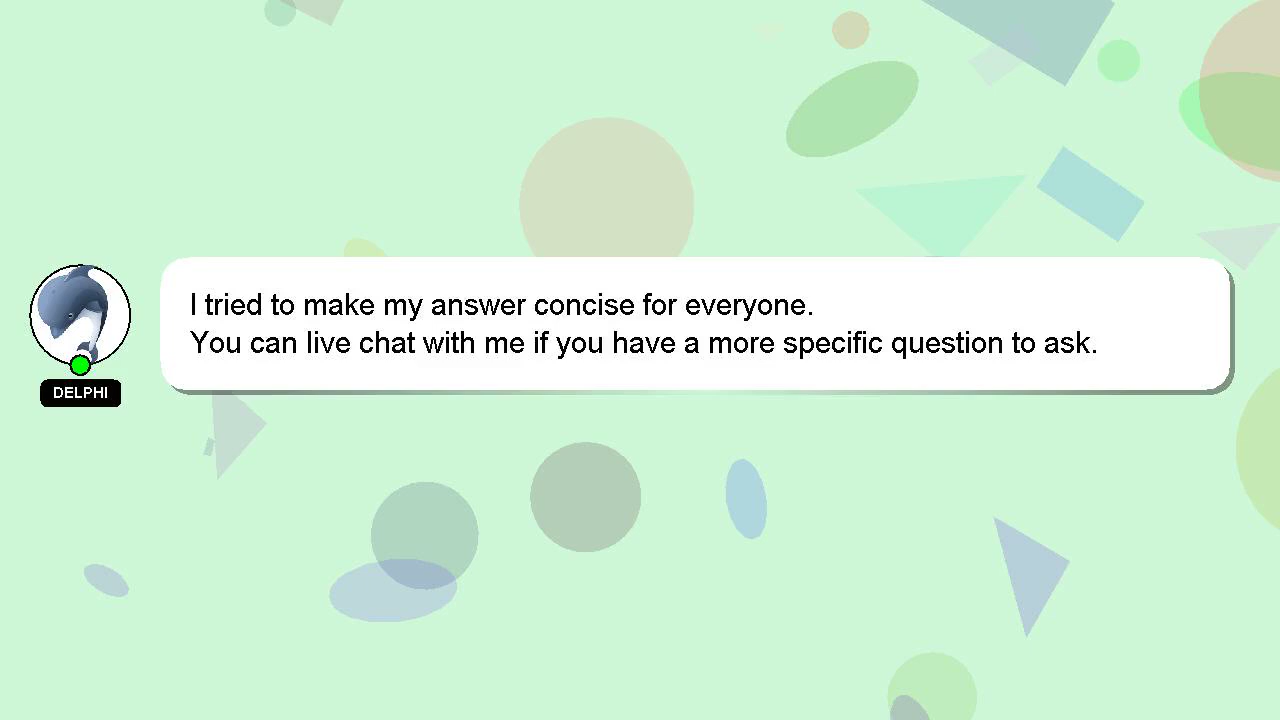 I tried to make my answer concise for everyone.
You can live chat with me if you have a more specific question to ask.
DELPHI